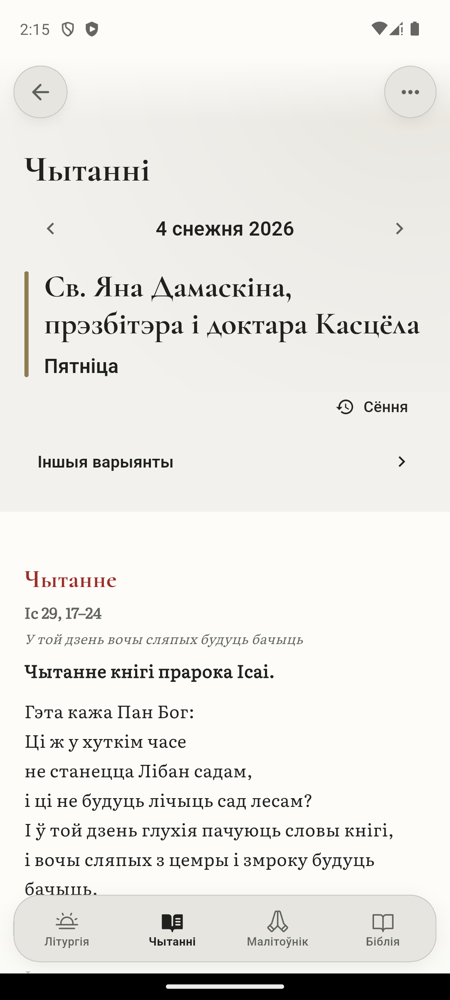 2:15
Чытанні
4 снежня 2026
Св. Яна Дамаскіна,
прэзбітэра і доктара Касцёла
Пятніца
Сёння
Іншыя варыянты
Чытанне
Іс 29, 17–24
У той дзень вочы сляпых будуць бачыць
Чытанне кнігі прарока Ісаі.
Гэта кажа Пан Бог:
Ці ж у хуткім часе
не станецца Лібан садам,
і ці не будуць лічыць сад лесам?
І ў той дзень глухія пачуюць словы кнігі,
і вочы сляпых з цемры і змроку будуць
бачыць.
Літургія
Чытанні
Малітоўнік
Біблія